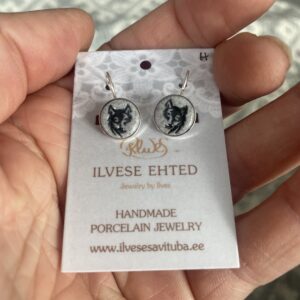 ILVESE EHTED
Jewelry by Ilves
HANDMADE
PORCELAIN JEWELRY
www.ilvesesavituba.ee